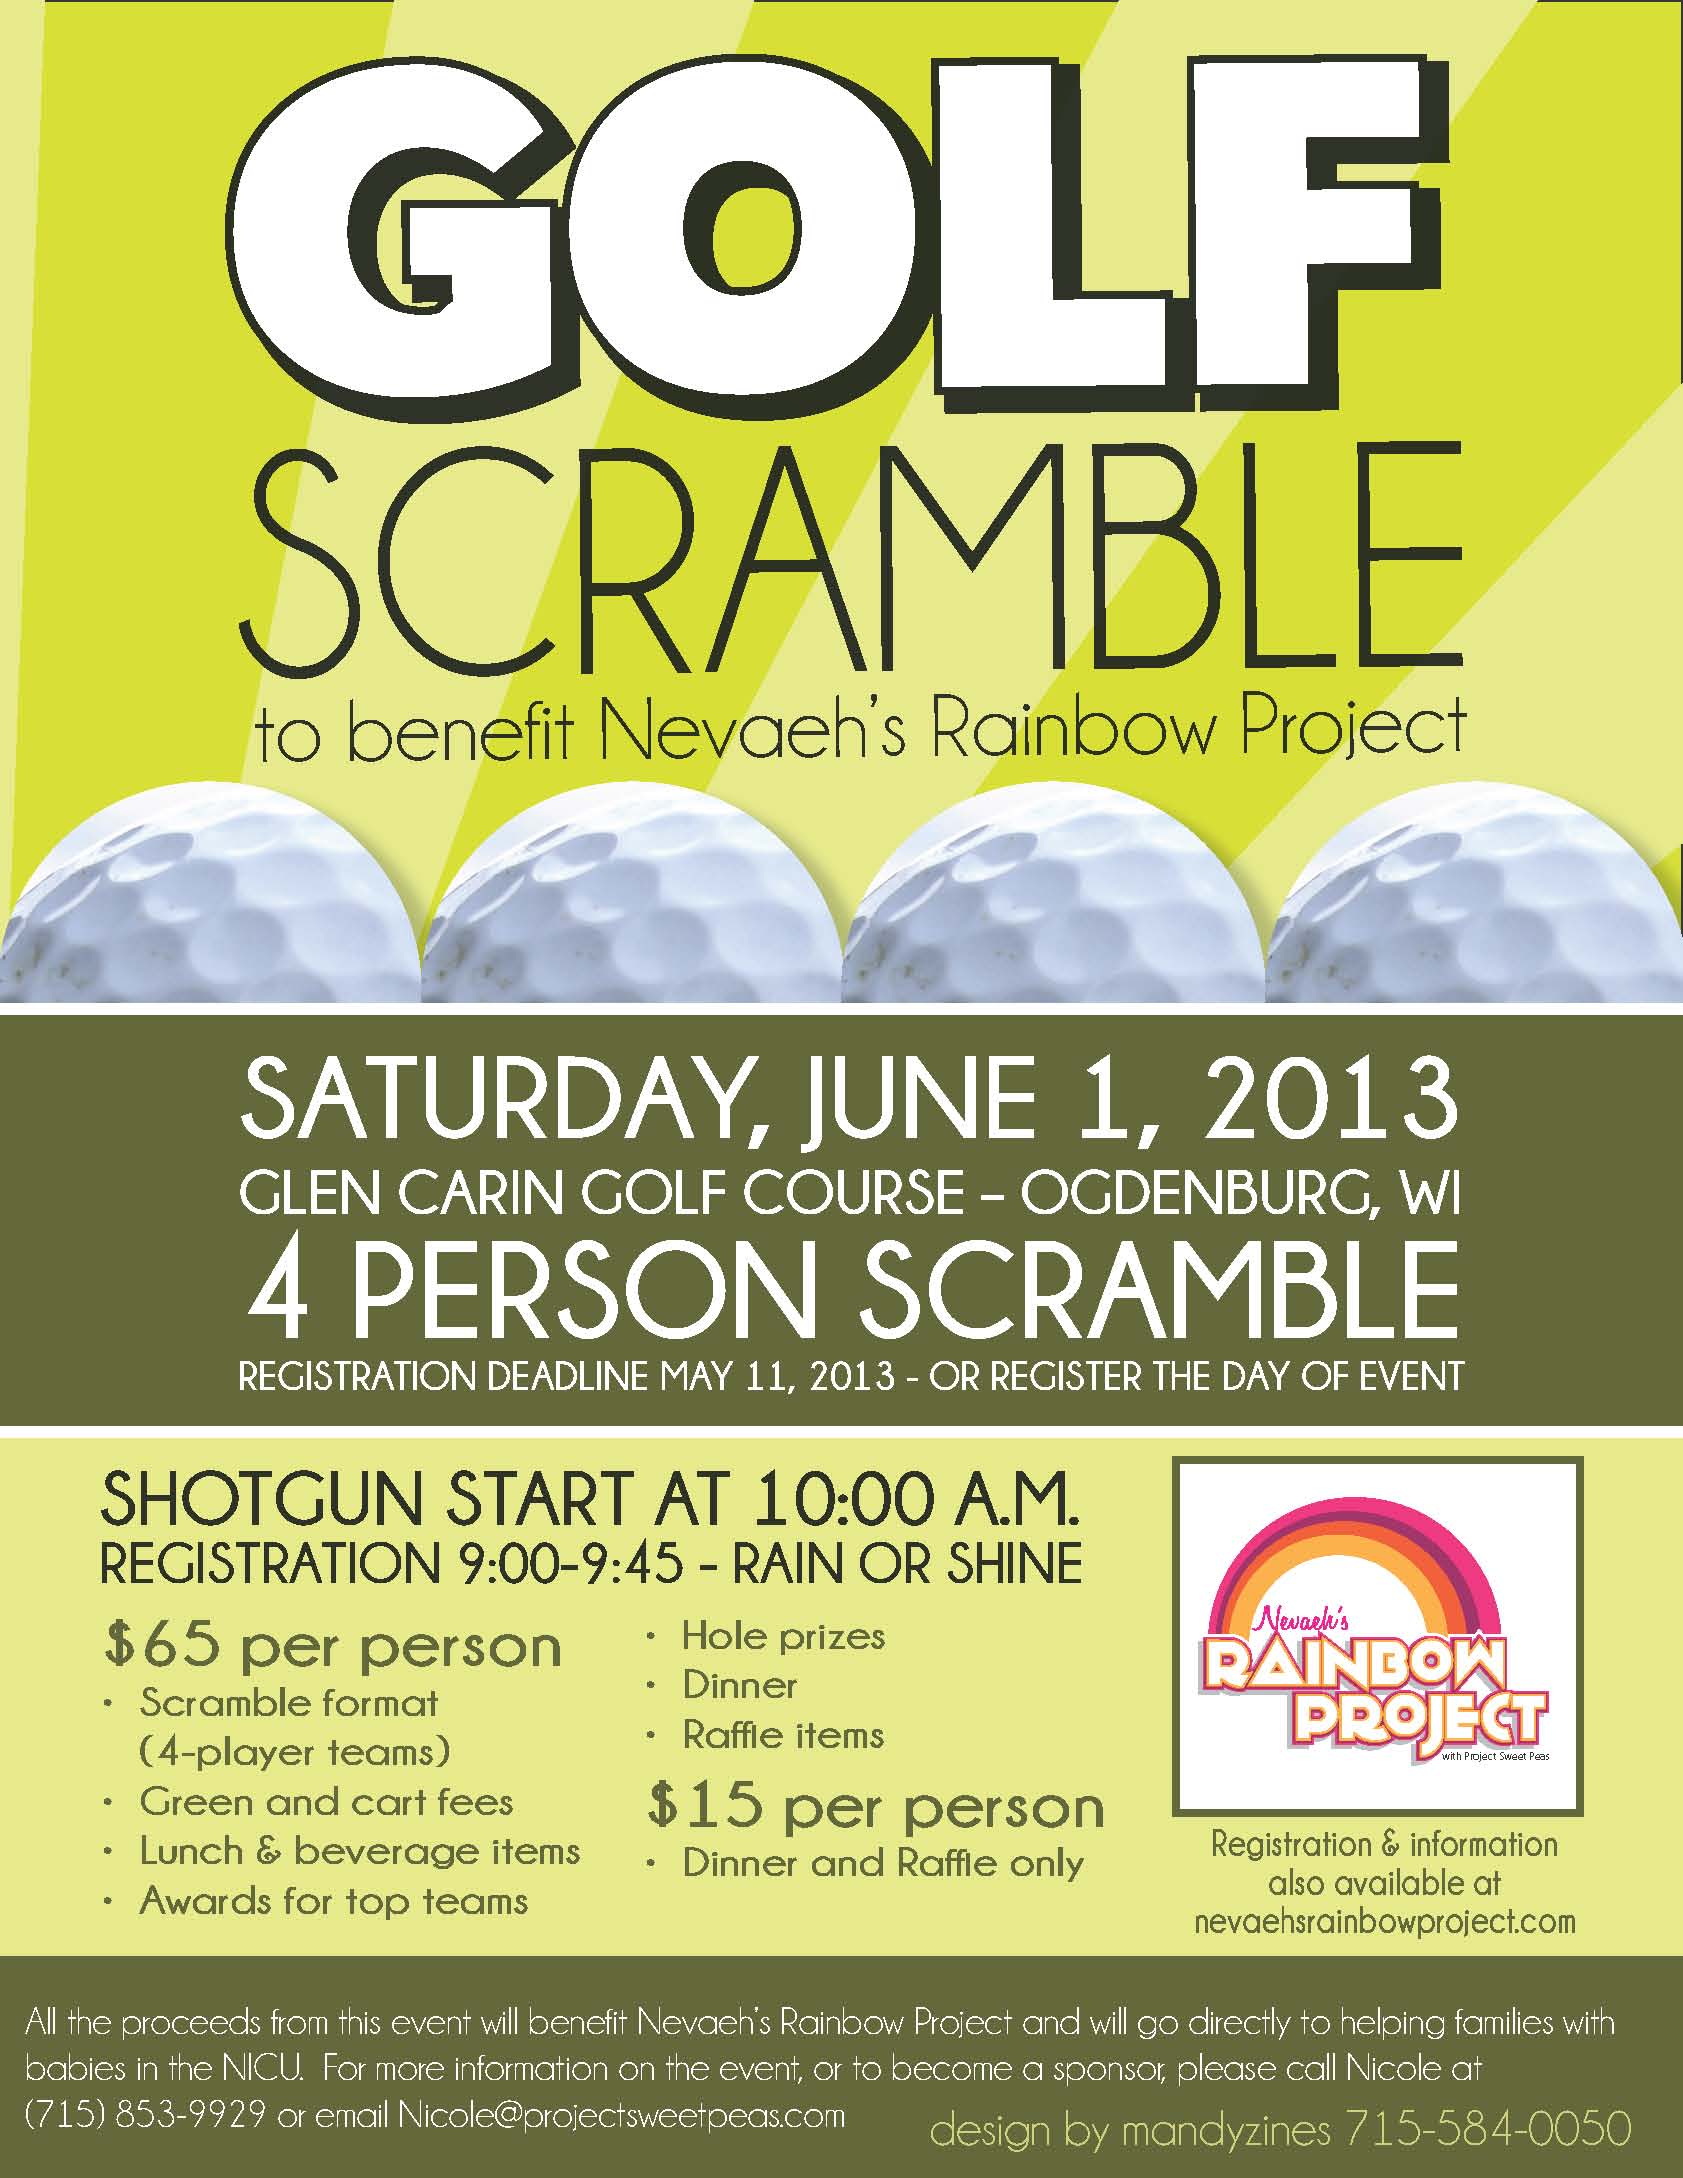 GOLF
SCRAMBLE
to benefit Nevaeh's Rainbow Project
SATURDAY, JUNE 1, 2013
GLEN CARIN GOLF COURSE – OGDENBURG, WI
4 PERSON SCRAMBLE
REGISTRATION DEADLINE MAY 11, 2013 - OR REGISTER THE DAY OF EVENT
SHOTGUN START AT 10:00 A.M.
REGISTRATION 9:00-9:45 - RAIN OR SHINE
$65 per person
• Scramble format
(4-player teams)
• Green and cart fees
• Lunch & beverage items
• Awards for top teams
• Hole prizes
• Dinner
• Raffle items
$15 per person
• Dinner and Raffle only
Nevaeh's
RAINBOW
PROJECT
with Project Sweet Peas
Registration & information
also available at
nevaehsrainbowproject.com
All the proceeds from this event will benefit Nevaeh's Rainbow Project and will go directly to helping families with
babies in the NICU.  For more information on the event, or to become a sponsor, please call Nicole at
(715) 853-9929 or email Nicole@projectsweetpeas.com
design by mandyzines 715-584-0050